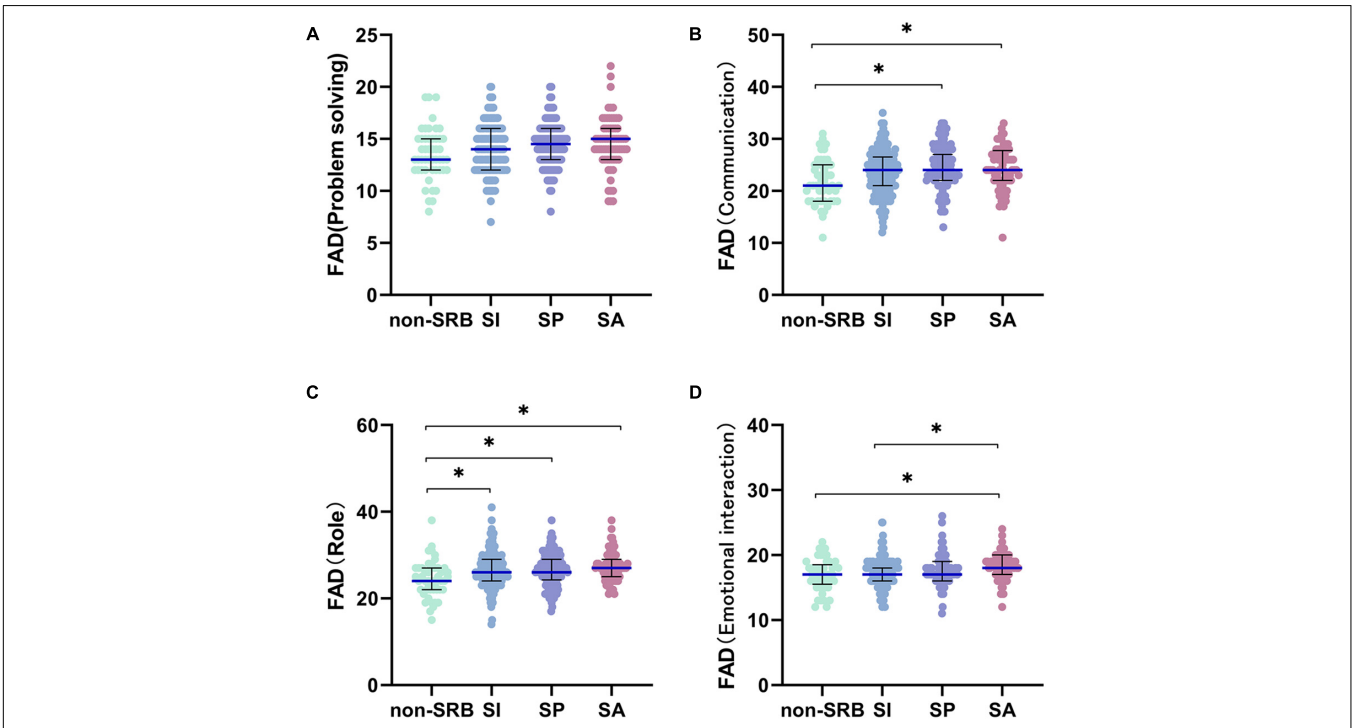 A
FAD(Problem solving)
25
20
15
10
5
0
non-SRB SI SP SA
B
FAD（Communication）
50
40
30
20
10
0
*
*
non-SRB SI SP SA
C
FAD（Role）
60
40
20
0
*
*
*
non-SRB SI SP SA
D
FAD（Emotional interaction）
40
30
20
10
0
*
*
non-SRB SI SP SA